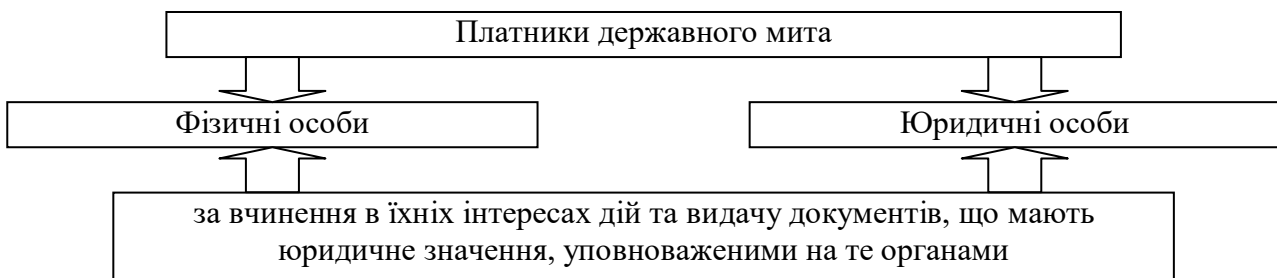 Платники державного мита
Фізичні особи
Юридичні особи
за вчинення в їхніх інтересах дій та видачу документів, що мають
юридичне значення, уповноваженими на те органами